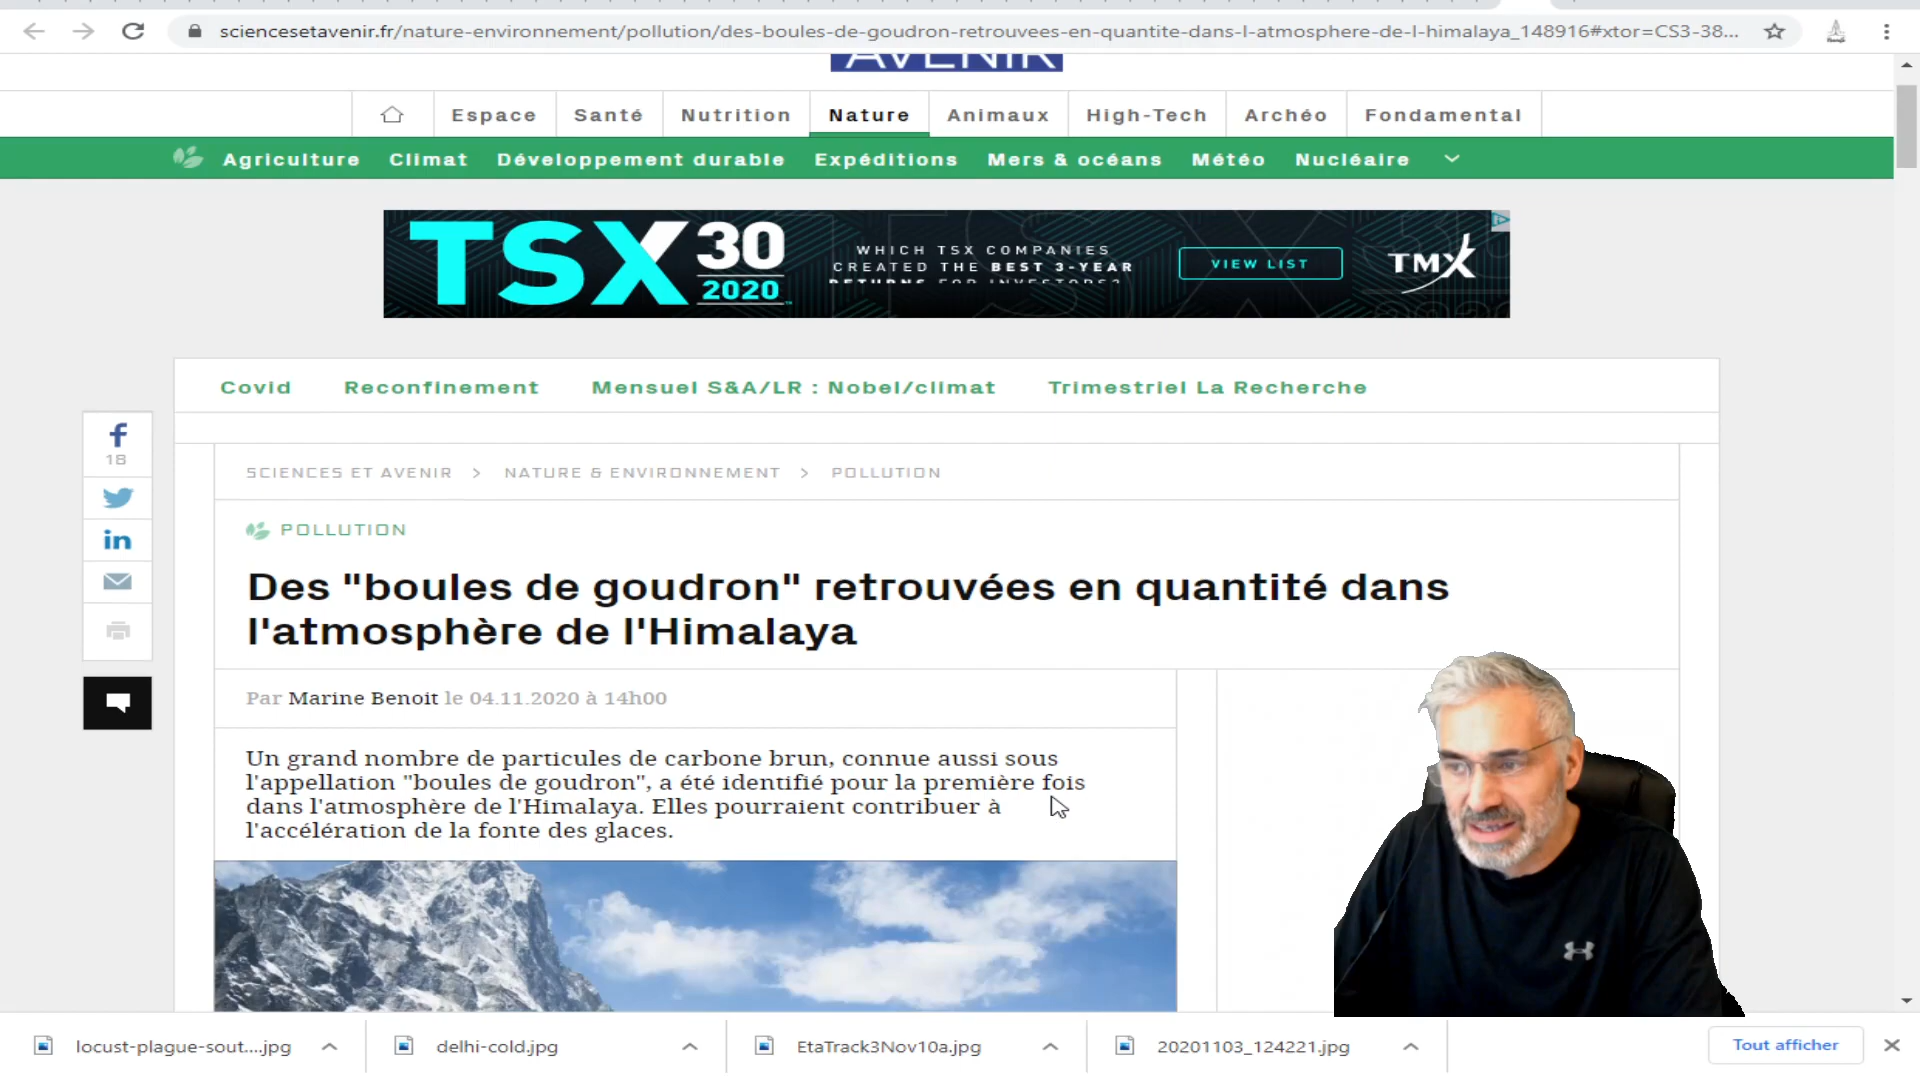 sciencesetavenir.fr/nature-environnement/pollution/des-boules-de-goudron-retrouvees-en-quantite-dans-l-atmosphere-de-l-himalaya_148916#xtor=CS3-38...
AVENIR
Espace Santé Nutrition Nature Animaux High-Tech Archéo Fondamental
Agriculture Climat Développement durable Expéditions Mers & océans Météo Nucléaire
TSX 30 2020
WHICH TSX COMPANIES
CREATED THE BEST 3-YEAR
RETURNS FOR INVESTORS?
VIEW LIST
TMX
Covid Reconfinement Mensuel S&A/LR : Nobel/climat Trimestriel La Recherche
f
18
in
SCIENCES ET AVENIR > NATURE & ENVIRONNEMENT > POLLUTION
POLLUTION
Des "boules de goudron" retrouvées en quantité dans
l'atmosphère de l'Himalaya
Par Marine Benoit le 04.11.2020 à 14h00
Un grand nombre de particules de carbone brun, connue aussi sous
l'appellation "boules de goudron", a été identifié pour la première fois
dans l'atmosphère de l'Himalaya. Elles pourraient contribuer à
l'accélération de la fonte des glaces.
locust-plague-sout....jpg delhi-cold.jpg EtaTrack3Nov10a.jpg 20201103_124221.jpg Tout afficher